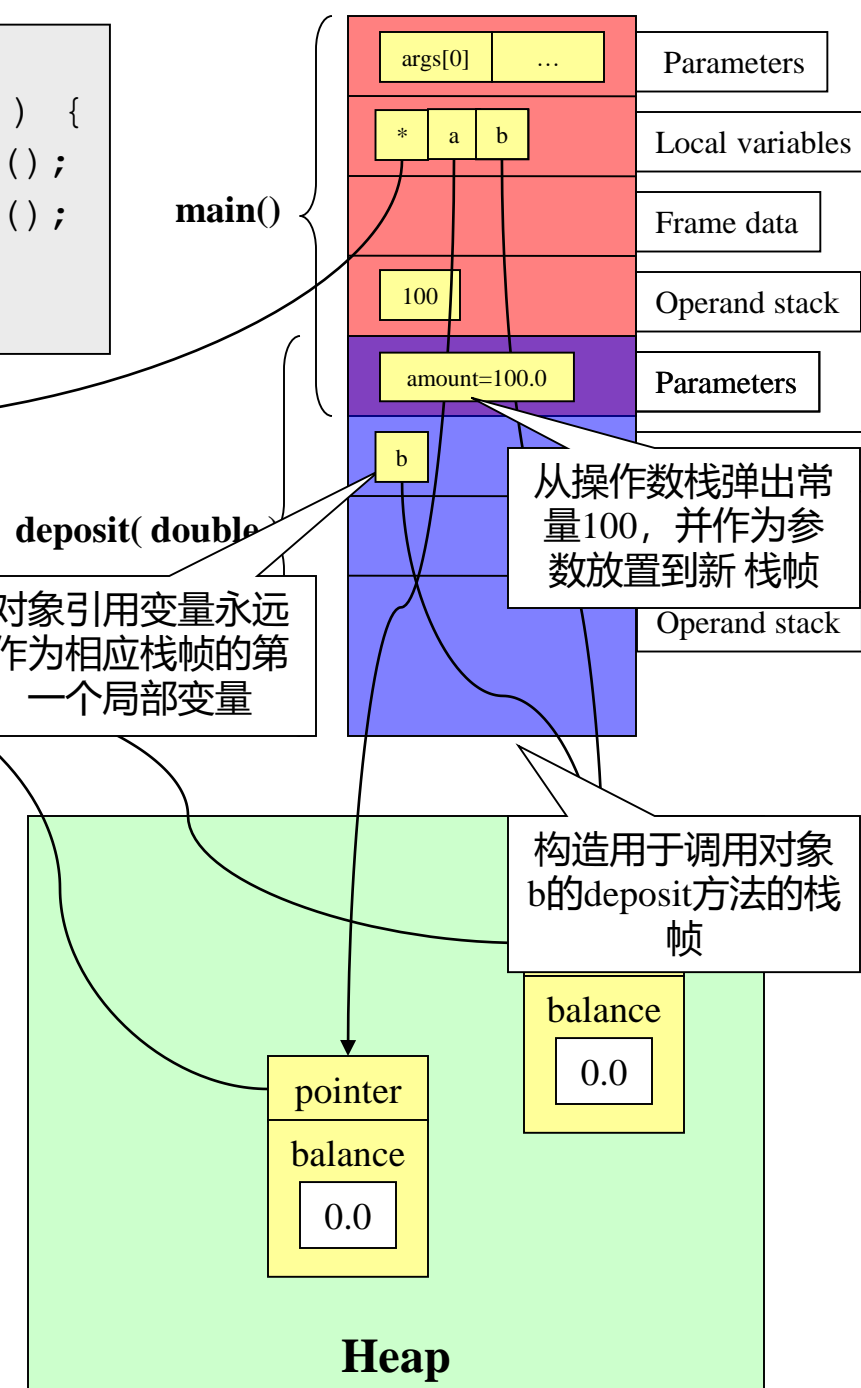 ) {
();
();
main()
args[0]
…
Parameters
*
a
b
Local variables
Frame data
100
Operand stack
amount=100.0
Parameters
b
deposit( double )
从操作数栈弹出常
量100，并作为参
数放置到新 栈帧
对象引用变量永远
作为相应栈帧的第
一个局部变量
Operand stack
构造用于调用对象
b的deposit方法的栈
帧
balance
0.0
pointer
balance
0.0
Heap